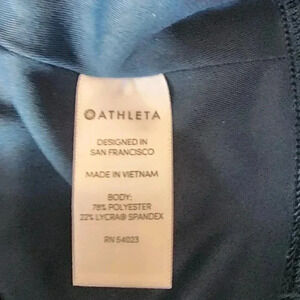 ATHLETA
DESIGNED IN
SAN FRANCISCO
MADE IN VIETNAM
BODY:
78% POLYESTER
22% LYCRA® SPANDEX
RN 54023